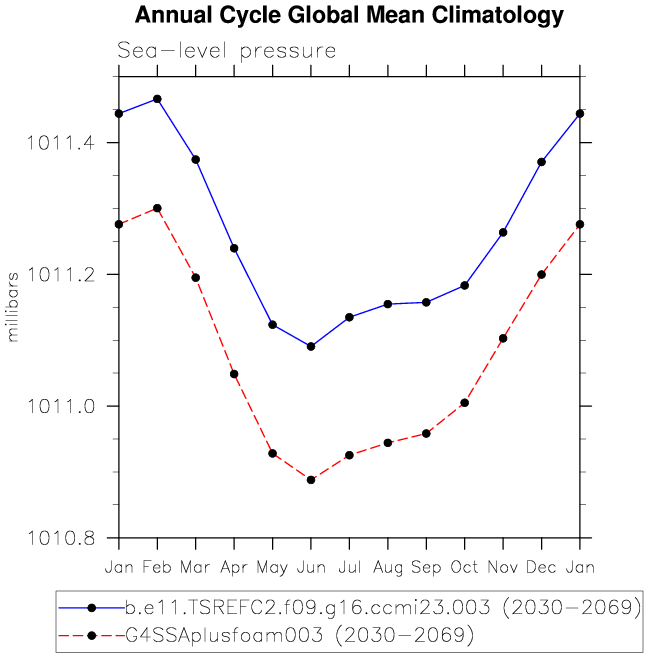 Annual Cycle Global Mean Climatology
Sea-level pressure
1011.4
1011.2
1011.0
1010.8
millibars
Jan Feb Mar Apr May Jun Jul Aug Sep Oct Nov Dec Jan
b.e11.TSREFC2.f09.g16.ccmi23.003 (2030-2069)
G4SSAplusfoam003 (2030-2069)